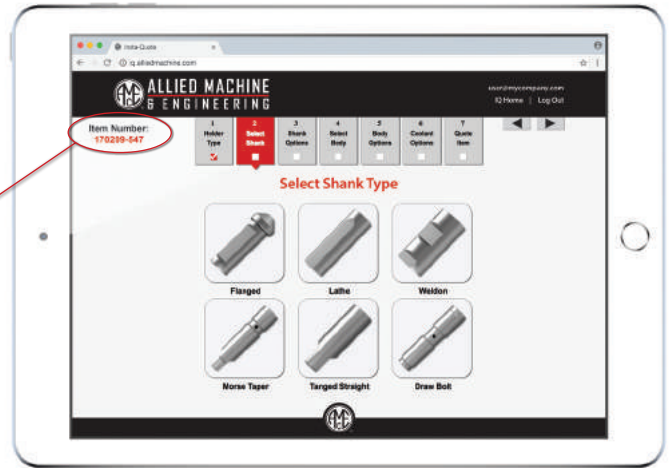 Insta-Quote
iq.alliedmachine.com
ALLIED MACHINE
& ENGINEERING
user@mycompany.com
IQ Home | Log Out
Item Number:
170209-547
1
Holder
Type
2
Select
Shank
3
Shank
Options
4
Select
Body
5
Body
Options
6
Coolant
Options
7
Quote
Item
Select Shank Type
Flanged
Lathe
Weldon
Morse Taper
Tanged Straight
Draw Bolt